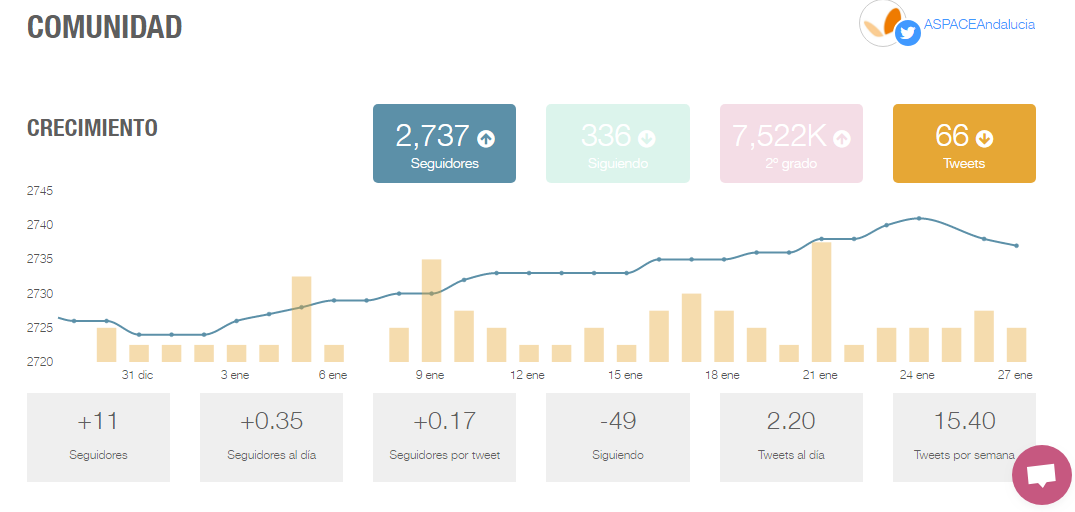 COMUNIDAD
ASPACEAndalucia
CRECIMIENTO
2,737
Seguidores
336
Siguiendo
7,522K
2º grado
66
Tweets
2745
2740
2735
2730
2725
2720
31 dic 3 ene 6 ene 9 ene 12 ene 15 ene 18 ene 21 ene 24 ene 27 ene
+11
Seguidores
+0.35
Seguidores al día
+0.17
Seguidores por tweet
-49
Siguiendo
2.20
Tweets al día
15.40
Tweets por semana